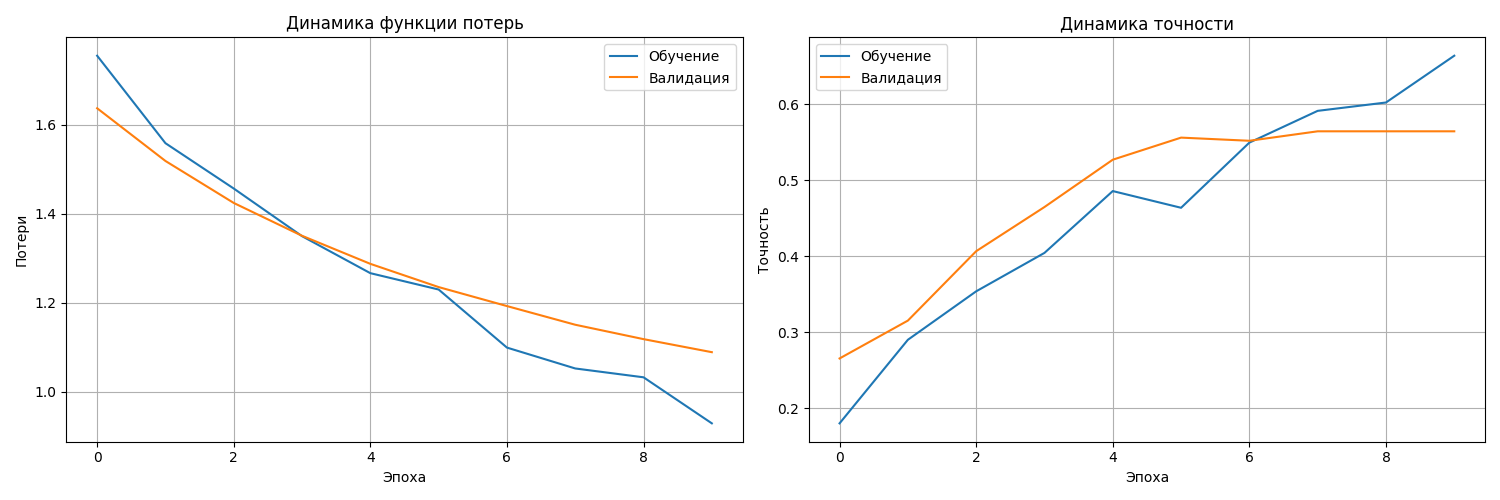 Динамика функции потерь
Обучение
Валидация
1.6
1.4
1.2
1.0
Потери
0
2
4
6
8
Эпоха
Динамика точности
Обучение
Валидация
0.6
0.5
0.4
0.3
0.2
Точность
0
2
4
6
8
Эпоха